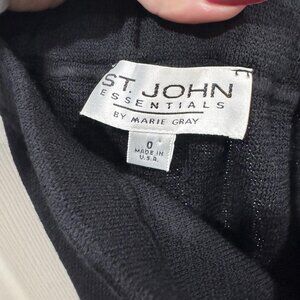 ST. JOHN
ESSENTIALS
BY MARIE GRAY
0
MADE IN
U.S.A.